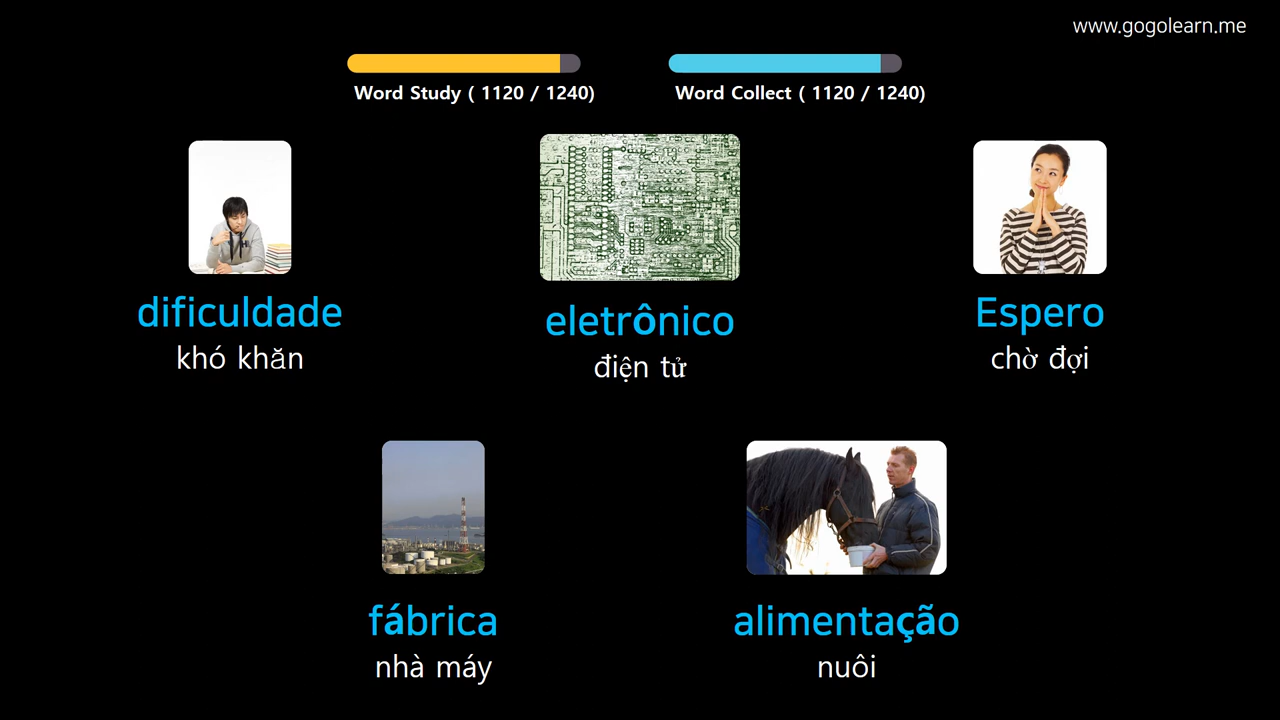 www.gogolearn.me
Word Study ( 1120 / 1240)
Word Collect ( 1120 / 1240)
dificuldade
khó khăn
eletrônico
điện tử
Espero
chờ đợi
fábrica
nhà máy
alimentação
nuôi